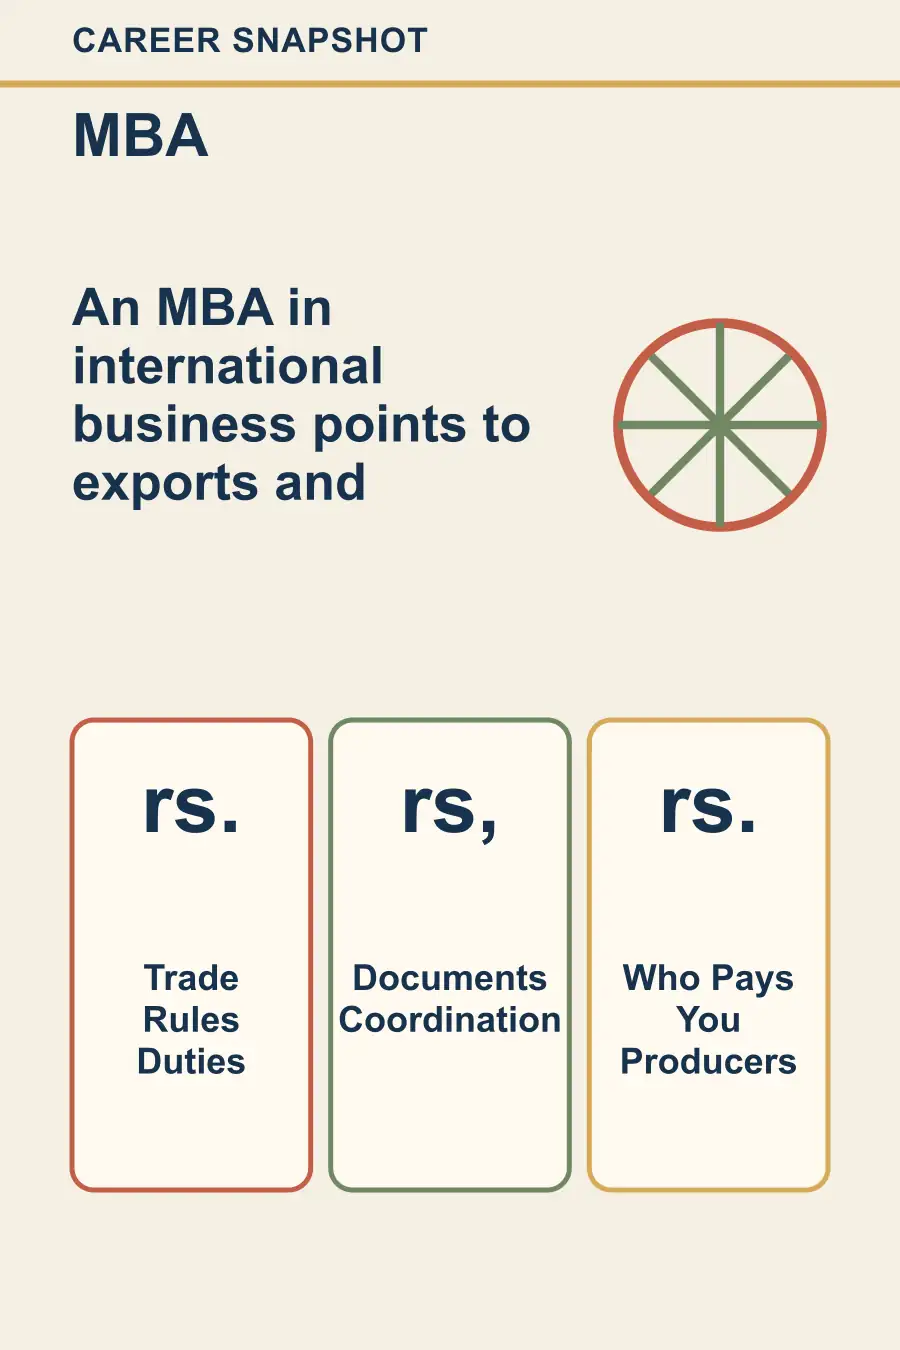 CAREER SNAPSHOT
MBA
An MBA in
international
business points to
exports and
rs.
Trade
Rules
Duties
rs,
Documents
Coordination
rs.
Who Pays
You
Producers